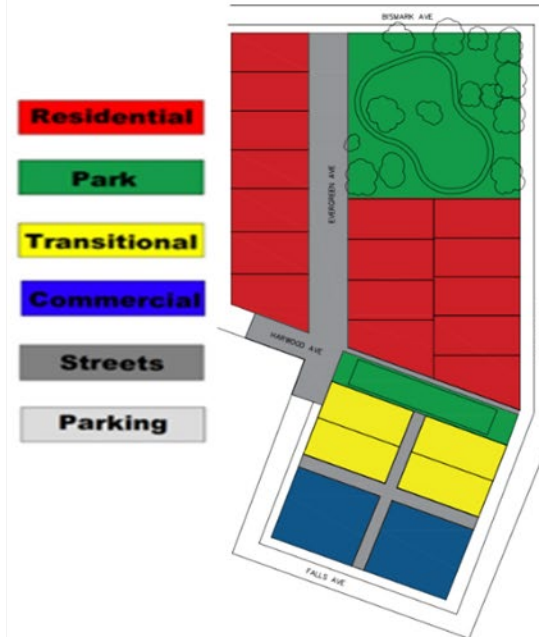 BISMARK AVE
Residential
Park
EVERGREEN AVE
Transitional
Commercial
HARWOOD AVE
Streets
Parking
FALLS AVE